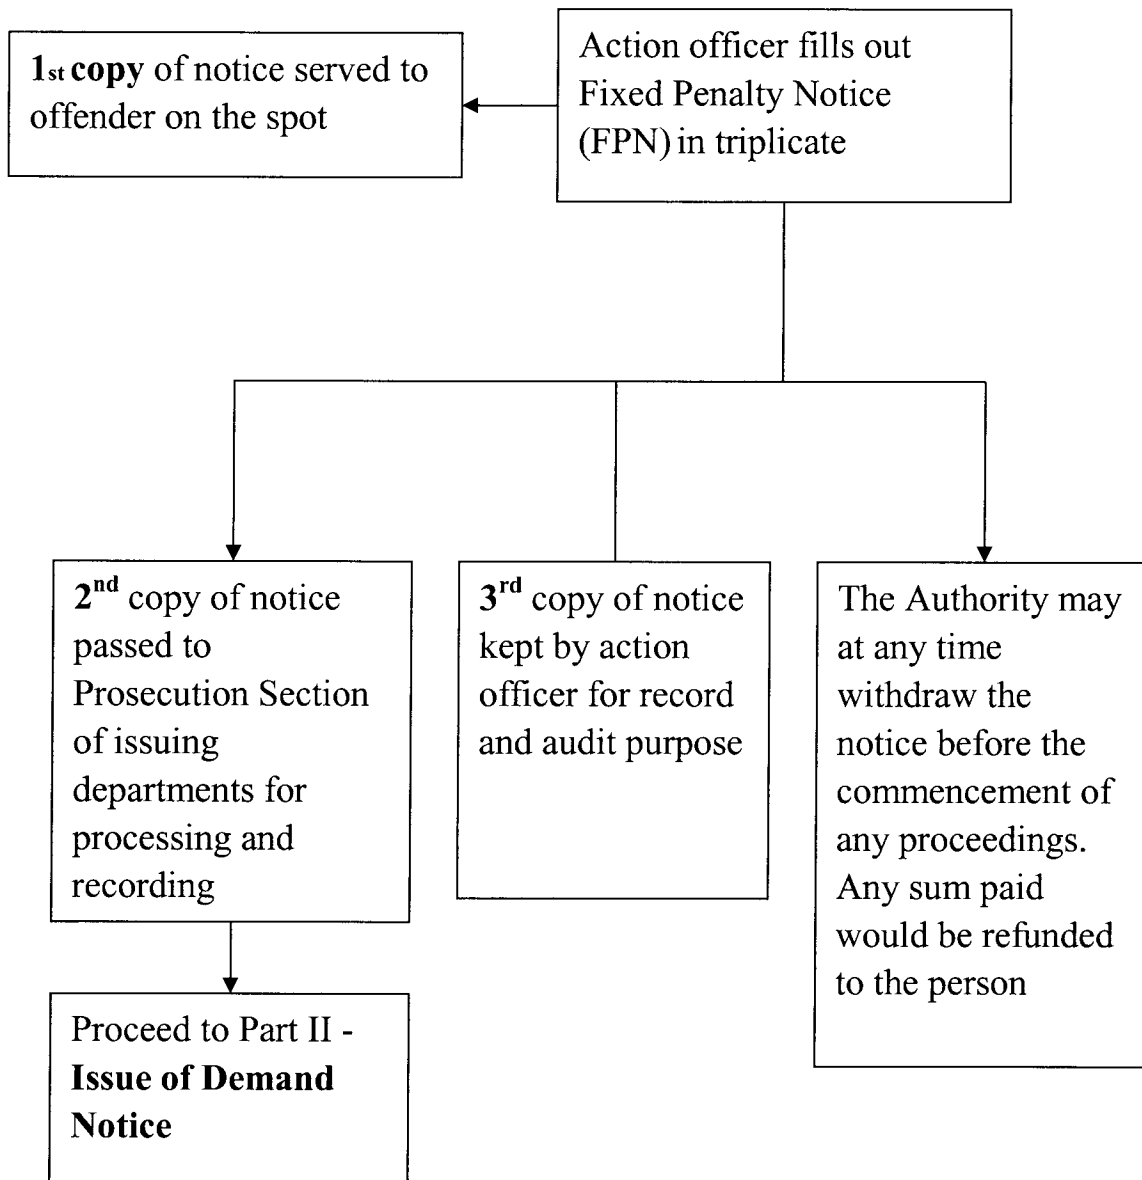 1st copy of notice served to
offender on the spot
Action officer fills out
Fixed Penalty Notice
(FPN) in triplicate
2nd copy of notice
passed to
Prosecution Section
of issuing
departments for
processing and
recording
3rd copy of notice
kept by action
officer for record
and audit purpose
The Authority may
at any time
withdraw the
notice before the
commencement of
any proceedings.
Any sum paid
would be refunded
to the person
Proceed to Part II -
Issue of Demand
Notice